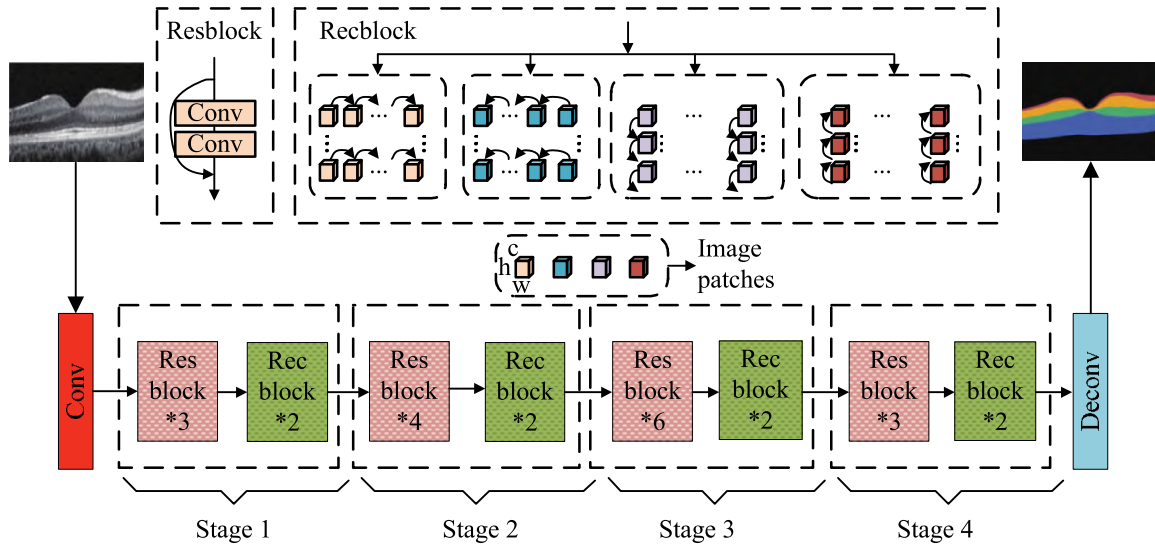 Resblock
Conv
Conv
Recblock
... ...
... ...
... ...
... ...
... ...
... ...
c
h
w
Image
patches
Conv
Res
block
*3
Rec
block
*2
Res
block
*4
Rec
block
*2
Res
block
*6
Rec
block
*2
Res
block
*3
Rec
block
*2
Deconv
Stage 1
Stage 2
Stage 3
Stage 4